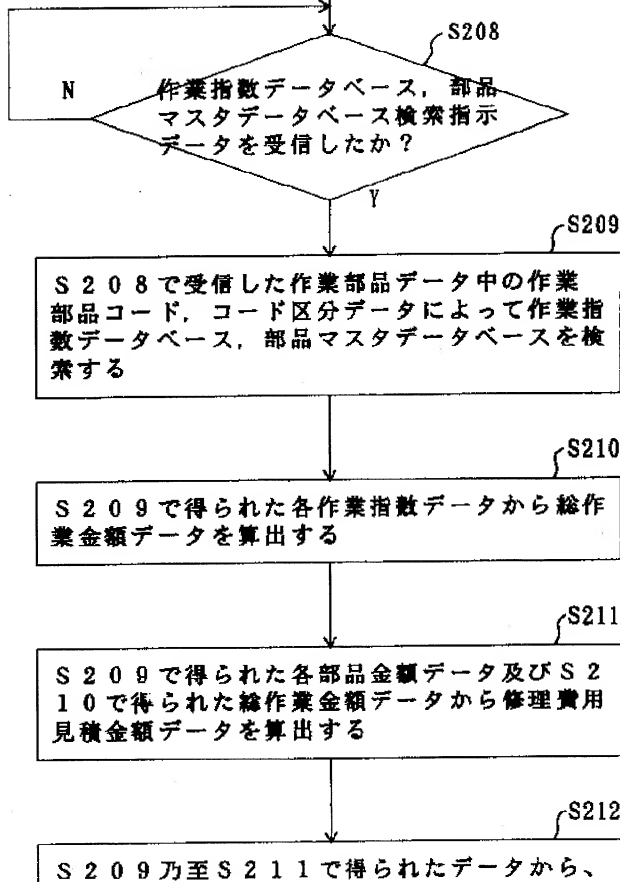 S208
N
作業指数データベース, 部品
マスタデータベース検索指示
データを受信したか？
Y
S209
S208で受信した作業部品データ中の作業
部品コード, コード区分データによって作業指
数データベース, 部品マスタデータベースを検
索する
S210
S209で得られた各作業指数データから総作
業金額データを算出する
S211
S209で得られた各部品金額データ及びS2
10で得られた総作業金額データから修理費用
見積金額データを算出する
S212
S209乃至S211で得られたデータから、